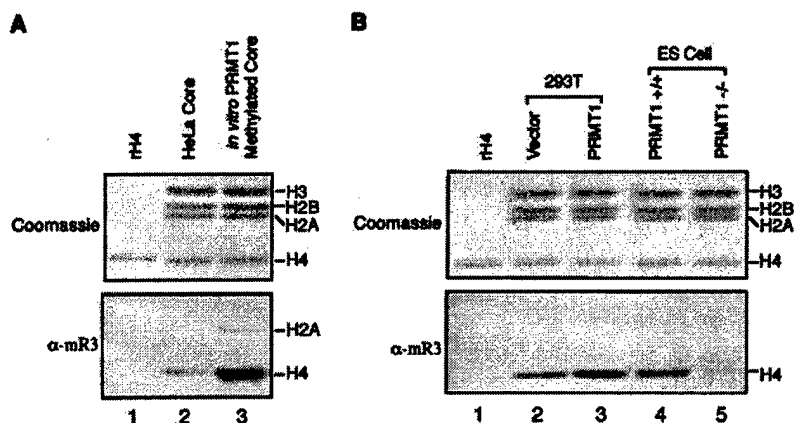 A
rH4
HeLa Core
in vitro PRMT1
Methylated Core
Coomassie
H3
H2B
H2A
H4
α-mR3
H2A
H4
1 2 3
B
ES Cell
293T
rH4
Vector
PRMT1
PRMT1 +/+
PRMT1 -/-
Coomassie
H3
H2B
H2A
H4
α-mR3
H4
1 2 3 4 5